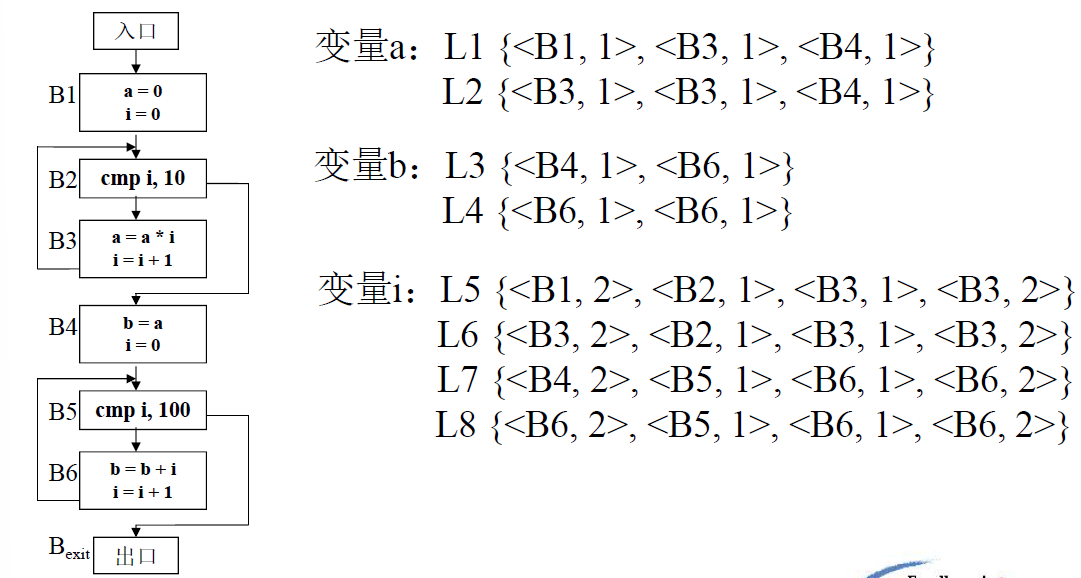 入口
B1
a = 0
i = 0
B2
cmp i, 10
B3
a = a * i
i = i + 1
B4
b = a
i = 0
B5
cmp i, 100
B6
b = b + i
i = i + 1
Bexit
出口
变量a：L1 {<B1, 1>, <B3, 1>, <B4, 1>}
L2 {<B3, 1>, <B3, 1>, <B4, 1>}
变量b：L3 {<B4, 1>, <B6, 1>}
L4 {<B6, 1>, <B6, 1>}
变量i：L5 {<B1, 2>, <B2, 1>, <B3, 1>, <B3, 2>}
L6 {<B3, 2>, <B2, 1>, <B3, 1>, <B3, 2>}
L7 {<B4, 2>, <B5, 1>, <B6, 1>, <B6, 2>}
L8 {<B6, 2>, <B5, 1>, <B6, 1>, <B6, 2>}